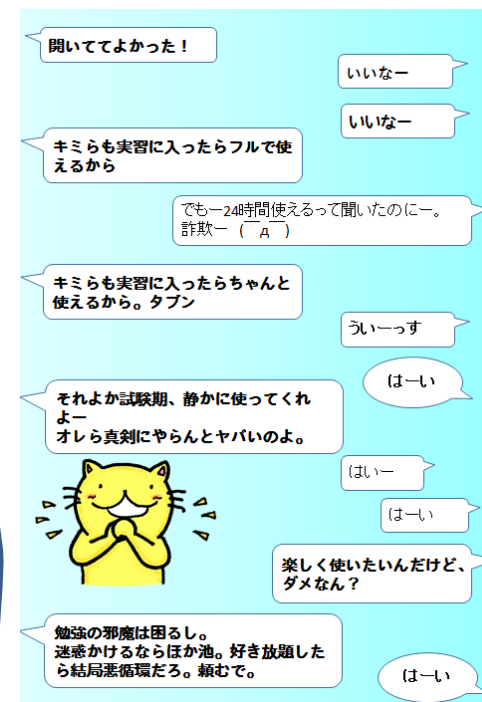 開いててよかった！
いいなー
いいなー
キミらも実習に入ったらフルで使
えるから
でもー24時間使えるって聞いたのにー。
詐欺ー（￣д￣）
キミらも実習に入ったらちゃんと
使えるから。タブン
ういーっす
はーい
それよか試験期、静かに使ってくれ
よー
オレら真剣にやらんとヤバいのよ。
はいー
はーい
楽しく使いたいんだけど、
ダメなん？
勉強の邪魔は困るし。
迷惑かけるならほか池。好き放題した
ら結局悪循環だろ。頼むで。
はーい